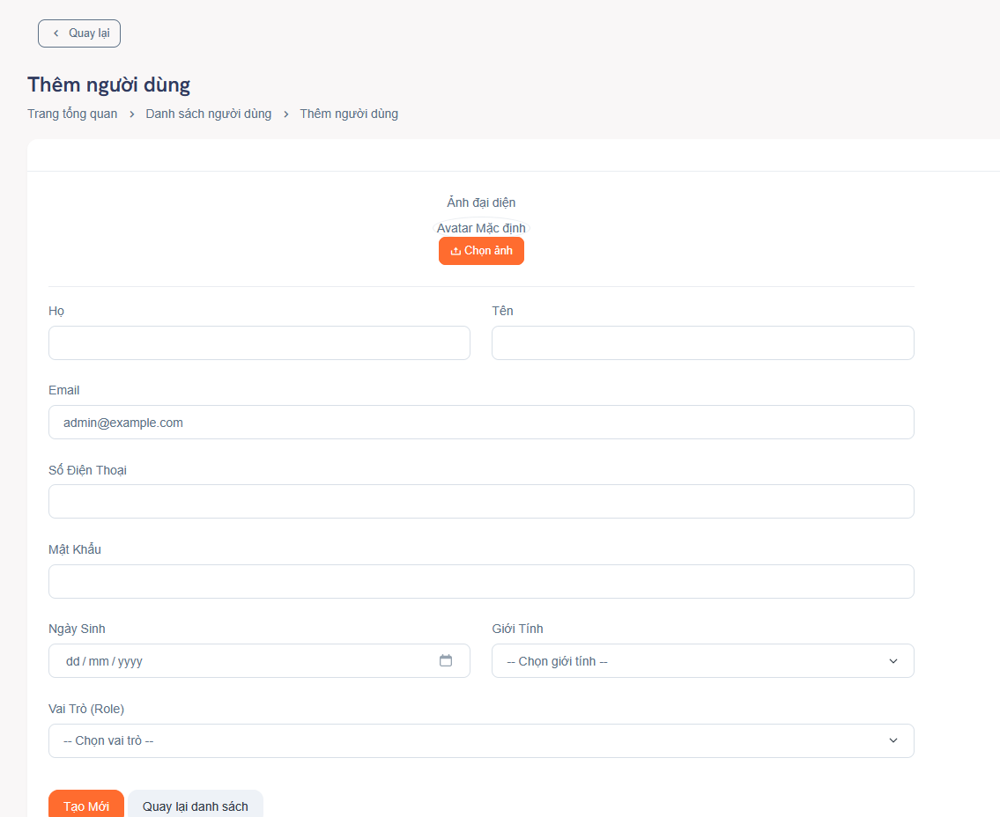 Quay lại
Thêm người dùng
Trang tổng quan > Danh sách người dùng > Thêm người dùng
Ảnh đại diện
Avatar Mặc định
Chọn ảnh
Họ Tên
Email
admin@example.com
Số Điện Thoại
Mật Khẩu
Ngày Sinh Giới Tính
dd / mm / yyyy -- Chọn giới tính --
Vai Trò (Role)
-- Chọn vai trò --
Tạo Mới Quay lại danh sách